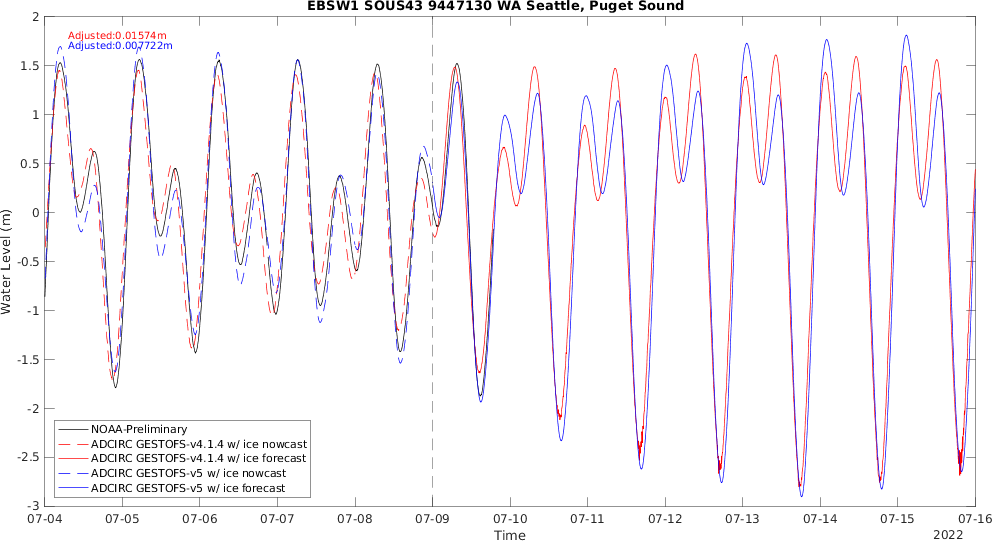 EBSW1 SOUS43 9447130 WA Seattle, Puget Sound
Adjusted:0.01574m
Adjusted:0.007722m
Water Level (m)
2
1.5
1
0.5
0
-0.5
-1
-1.5
-2
-2.5
-3
NOAA-Preliminary
ADCIRC GESTOFS-v4.1.4 w/ ice nowcast
ADCIRC GESTOFS-v4.1.4 w/ ice forecast
ADCIRC GESTOFS-v5 w/ ice nowcast
ADCIRC GESTOFS-v5 w/ ice forecast
07-04 07-05 07-06 07-07 07-08 07-09 07-10 07-11 07-12 07-13 07-14 07-15 07-16
Time
2022